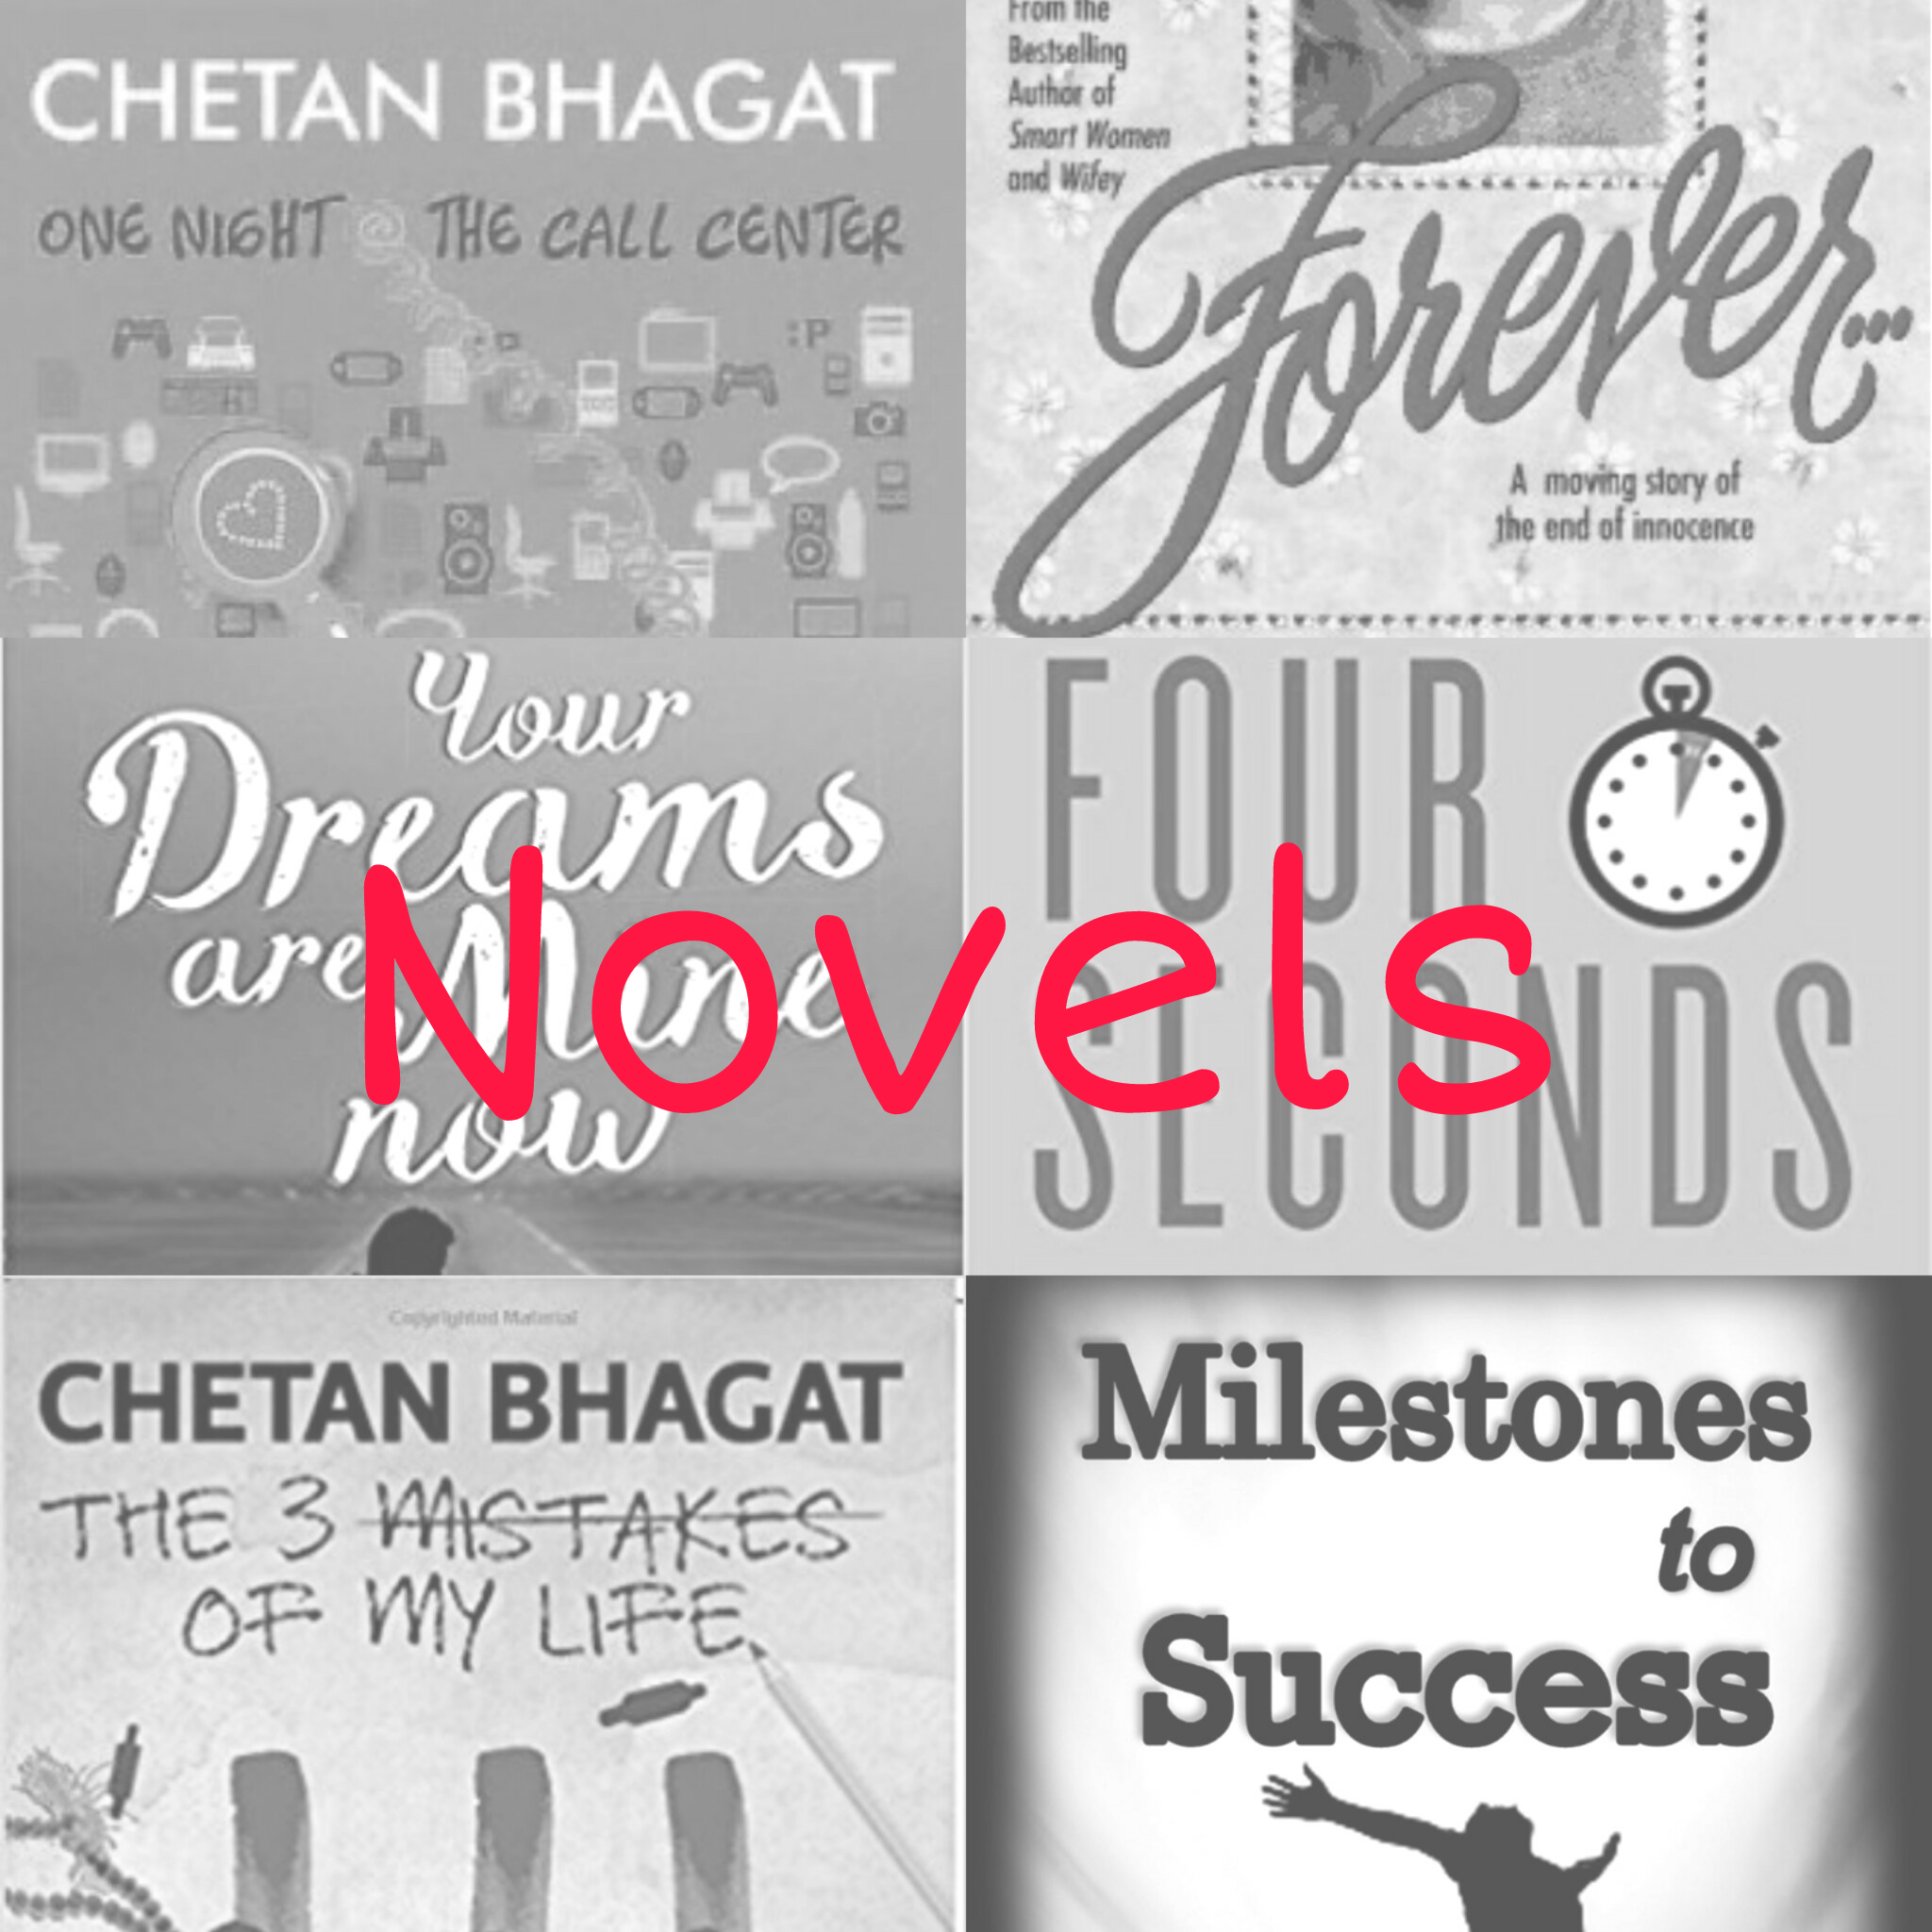 CHETAN BHAGAT
ONE NIGHT @ THE CALL CENTER
:P
From the
Bestselling
Author of
Smart Women
and Wifey
Forever...
A moving story of
the end of innocence
Your
Dreams
are Mine
now
FOUR
SECONDS
Novels
Copyrighted Material
CHETAN BHAGAT
THE 3 MISTAKES
OF MY LIFE
Milestones
to
Success